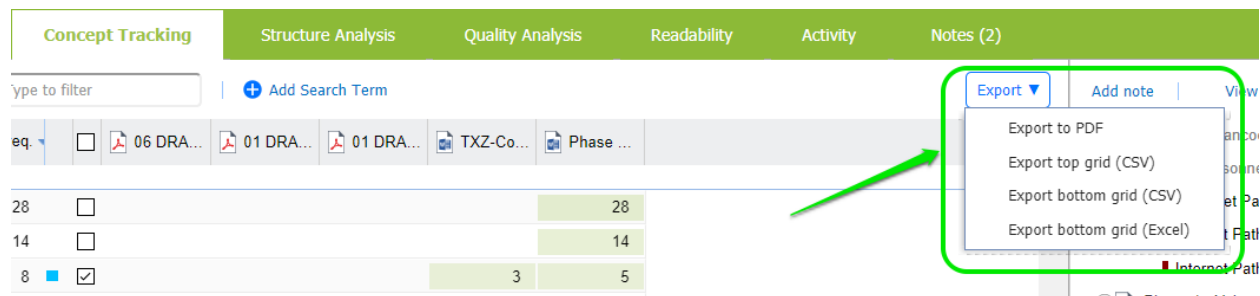 Concept Tracking Structure Analysis Quality Analysis Readability Activity Notes (2)
Type to filter Add Search Term Export ▼ Add note View
eq. 06 DRA... 01 DRA... 01 DRA... TXZ-Co... Phase ...
Export to PDF
Export top grid (CSV)
Export bottom grid (CSV)
Export bottom grid (Excel)
28 28
14 14
8 3 5
Internet Path